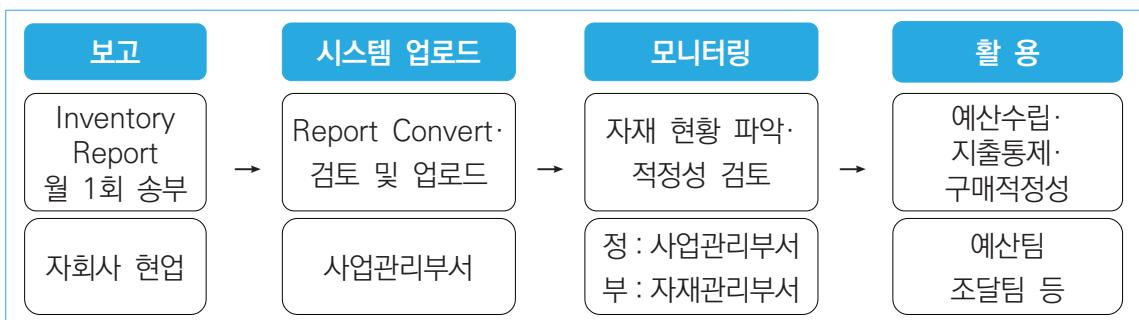 보고
시스템 업로드
모니터링
활 용
Inventory
Report
월 1회 송부
→
Report Convert·
검토 및 업로드
→
자재 현황 파악·
적정성 검토
→
예산수립·
지출통제·
구매적정성
자회사 현업
사업관리부서
정 : 사업관리부서
부 : 자재관리부서
예산팀
조달팀 등